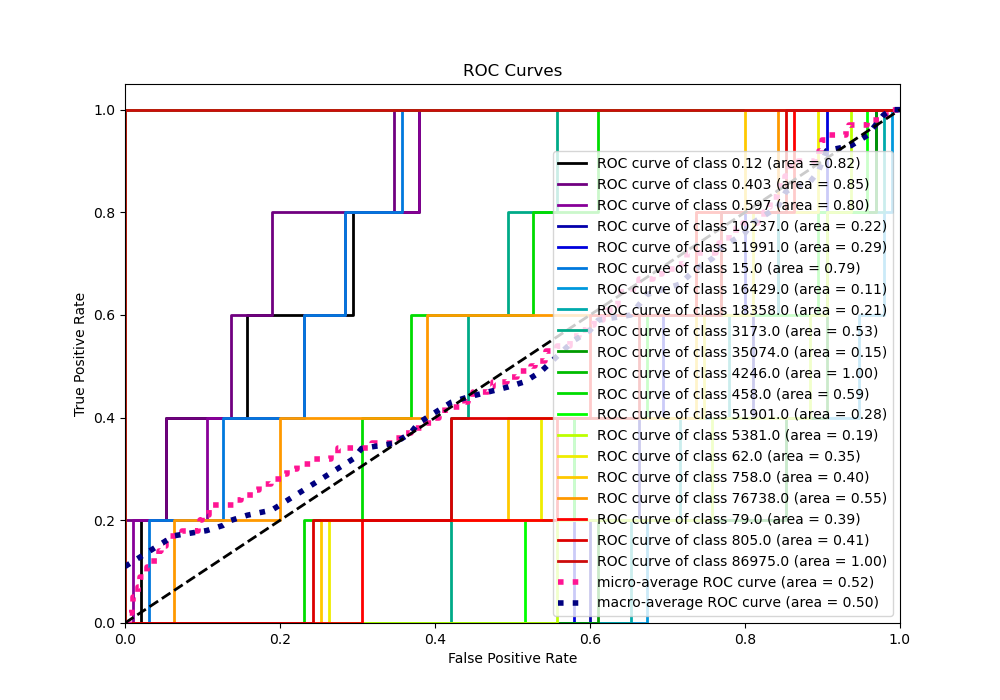 ROC Curves
1.0
0.8
0.6
0.4
0.2
0.0
True Positive Rate
ROC curve of class 0.12 (area = 0.82)
ROC curve of class 0.403 (area = 0.85)
ROC curve of class 0.597 (area = 0.80)
ROC curve of class 10237.0 (area = 0.22)
ROC curve of class 11991.0 (area = 0.29)
ROC curve of class 15.0 (area = 0.79)
ROC curve of class 16429.0 (area = 0.11)
ROC curve of class 18358.0 (area = 0.21)
ROC curve of class 3173.0 (area = 0.53)
ROC curve of class 35074.0 (area = 0.15)
ROC curve of class 4246.0 (area = 1.00)
ROC curve of class 458.0 (area = 0.59)
ROC curve of class 51901.0 (area = 0.28)
ROC curve of class 5381.0 (area = 0.19)
ROC curve of class 62.0 (area = 0.35)
ROC curve of class 758.0 (area = 0.40)
ROC curve of class 76738.0 (area = 0.55)
ROC curve of class 79.0 (area = 0.39)
ROC curve of class 805.0 (area = 0.41)
ROC curve of class 86975.0 (area = 1.00)
micro-average ROC curve (area = 0.52)
macro-average ROC curve (area = 0.50)
0.0 0.2 0.4 0.6 0.8 1.0
False Positive Rate